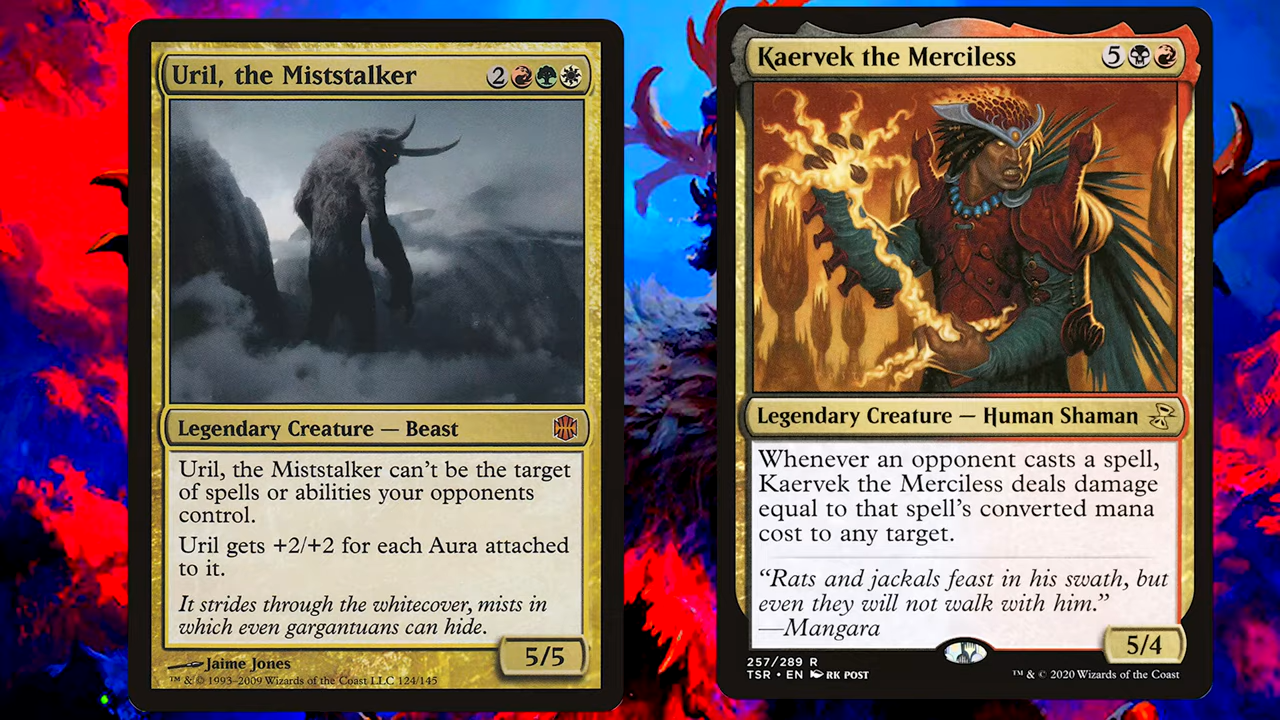 Uril, the Miststalker
2
Legendary Creature — Beast
Uril, the Miststalker can't be the target
of spells or abilities your opponents
control.
Uril gets +2/+2 for each Aura attached
to it.
It strides through the whitecover, mists in
which even gargantuans can hide.
5/5
Jaime Jones
™ & © 1993–2009 Wizards of the Coast LLC 124/145
Kaervek the Merciless
5
Legendary Creature — Human Shaman
Whenever an opponent casts a spell,
Kaervek the Merciless deals damage
equal to that spell's converted mana
cost to any target.
“Rats and jackals feast in his swath, but
even they will not walk with him.”
—Mangara
5/4
257/289 R
TSR • EN RK POST
™ & © 2020 Wizards of the Coast